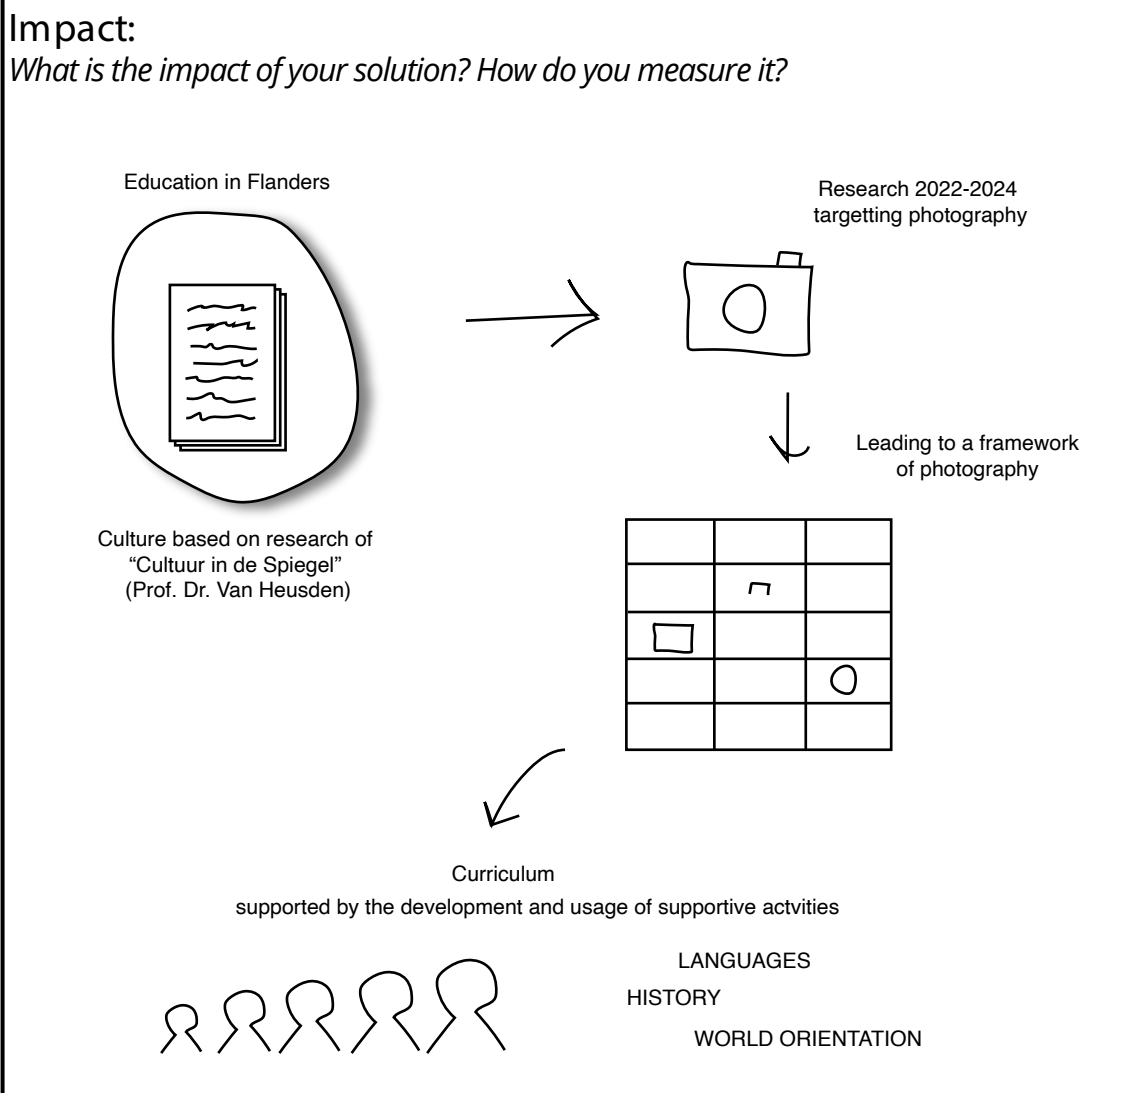 Impact:
What is the impact of your solution? How do you measure it?
Education in Flanders
Research 2022-2024
targetting photography
Leading to a framework
of photography
Culture based on research of
“Cultuur in de Spiegel”
(Prof. Dr. Van Heusden)
Curriculum
supported by the development and usage of supportive actvities
LANGUAGES
HISTORY
WORLD ORIENTATION